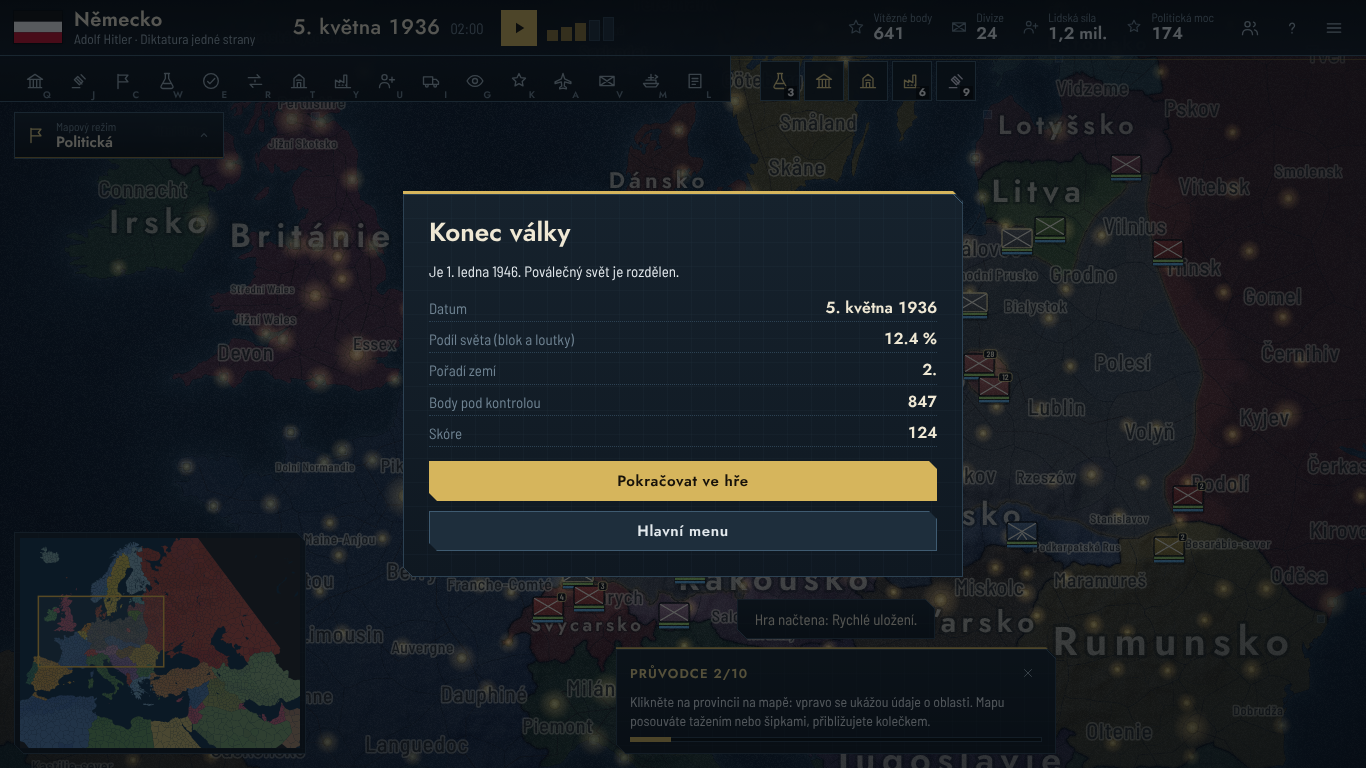 Německo
Adolf Hitler · Diktatura jedné strany
5. května 1936 02:00
Vítězné body
641
Divize
24
Lidská síla
1,2 mil.
Politická moc
174
?
Q J F C W E R T Y U I G K A V M L
3
6
9
Mapový režim
Politická
Perthshire
Jižní Skotsko
Connacht
Irsko
Británie
Střední Wales
Jižní Wales
Devon
Essex
Dánsko
Småland
Skåne
Vidzeme
Pskov
Lotyšsko
Litva
Vitebsk
Smolensk
Vilnius
Minsk
Grodno
Gomel
Bialystok
Polesí
Černihiv
Lublin
Volyň
Kyjev
Rzeszów
Podolí
Stanislavov
Oděsa
Maramureš
Miskolc
Rumunsko
Oltenie
Dobrudža
Dolní Normandie
Maine-Anjou
Limousin
Auvergne
Franche-Comté
Dauphiné
Piemont
Languedoc
Švýcarsko
Rakousko
Jugoslávie
Konec války
Je 1. ledna 1946. Poválečný svět je rozdělen.
Datum 5. května 1936
Podíl světa (blok a loutky) 12.4 %
Pořadí zemí 2.
Body pod kontrolou 847
Skóre 124
Pokračovat ve hře
Hlavní menu
Hra načtena: Rychlé uložení.
PRŮVODCE 2/10
Klikněte na provincii na mapě: vpravo se ukážou údaje o oblasti. Mapu
posouváte tažením nebo šipkami, přibližujete kolečkem.